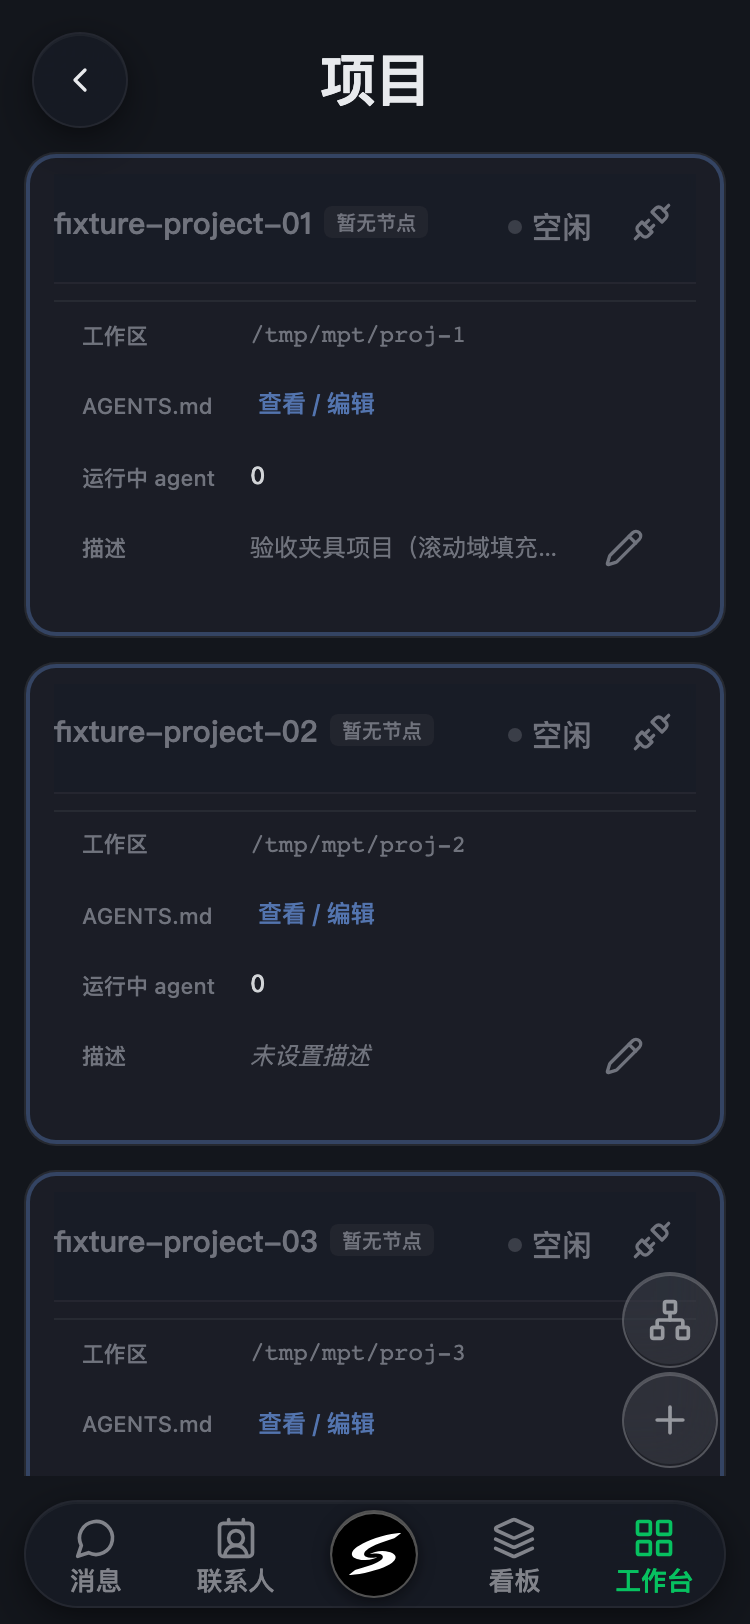 项目
fixture-project-01 暂无节点 空闲
工作区 /tmp/mpt/proj-1
AGENTS.md 查看 / 编辑
运行中 agent 0
描述 验收夹具项目（滚动域填充...
fixture-project-02 暂无节点 空闲
工作区 /tmp/mpt/proj-2
AGENTS.md 查看 / 编辑
运行中 agent 0
描述 未设置描述
fixture-project-03 暂无节点 空闲
工作区 /tmp/mpt/proj-3
AGENTS.md 查看 / 编辑
消息 联系人 看板 工作台